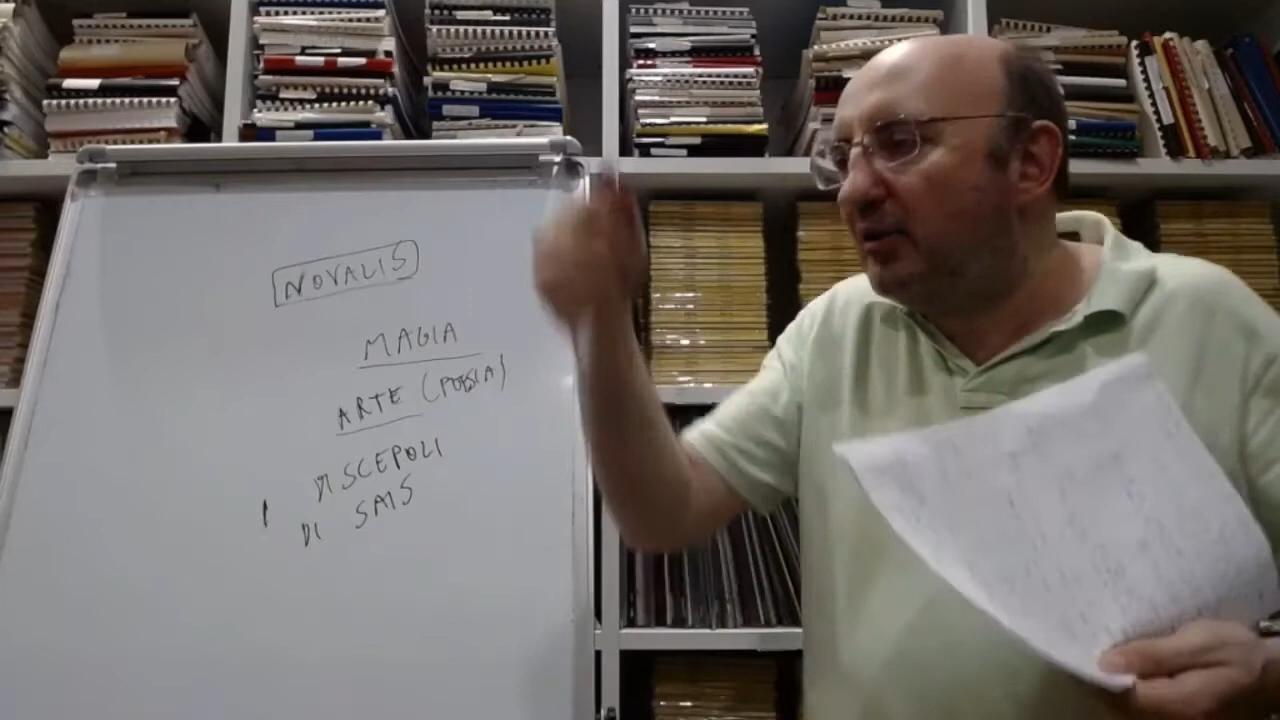 NOVALIS
MAGIA
ARTE (POESIA)
I DISCEPOLI
DI SAIS